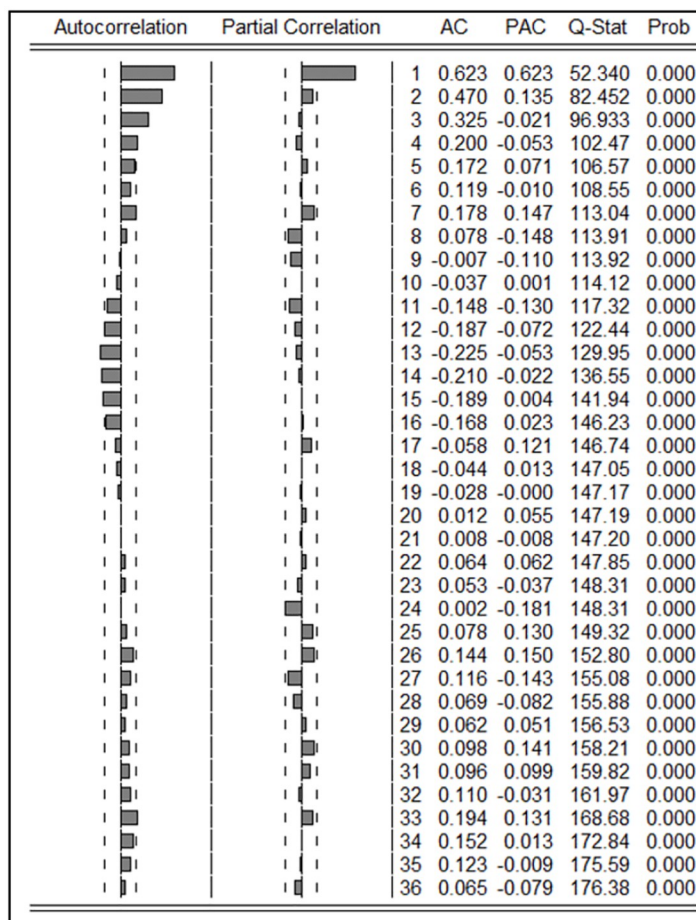 Autocorrelation Partial Correlation AC PAC Q-Stat Prob
1 0.623 0.623 52.340 0.000
2 0.470 0.135 82.452 0.000
3 0.325 -0.021 96.933 0.000
4 0.200 -0.053 102.47 0.000
5 0.172 0.071 106.57 0.000
6 0.119 -0.010 108.55 0.000
7 0.178 0.147 113.04 0.000
8 0.078 -0.148 113.91 0.000
9 -0.007 -0.110 113.92 0.000
10 -0.037 0.001 114.12 0.000
11 -0.148 -0.130 117.32 0.000
12 -0.187 -0.072 122.44 0.000
13 -0.225 -0.053 129.95 0.000
14 -0.210 -0.022 136.55 0.000
15 -0.189 0.004 141.94 0.000
16 -0.168 0.023 146.23 0.000
17 -0.058 0.121 146.74 0.000
18 -0.044 0.013 147.05 0.000
19 -0.028 -0.000 147.17 0.000
20 0.012 0.055 147.19 0.000
21 0.008 -0.008 147.20 0.000
22 0.064 0.062 147.85 0.000
23 0.053 -0.037 148.31 0.000
24 0.002 -0.181 148.31 0.000
25 0.078 0.130 149.32 0.000
26 0.144 0.150 152.80 0.000
27 0.116 -0.143 155.08 0.000
28 0.069 -0.082 155.88 0.000
29 0.062 0.051 156.53 0.000
30 0.098 0.141 158.21 0.000
31 0.096 0.099 159.82 0.000
32 0.110 -0.031 161.97 0.000
33 0.194 0.131 168.68 0.000
34 0.152 0.013 172.84 0.000
35 0.123 -0.009 175.59 0.000
36 0.065 -0.079 176.38 0.000